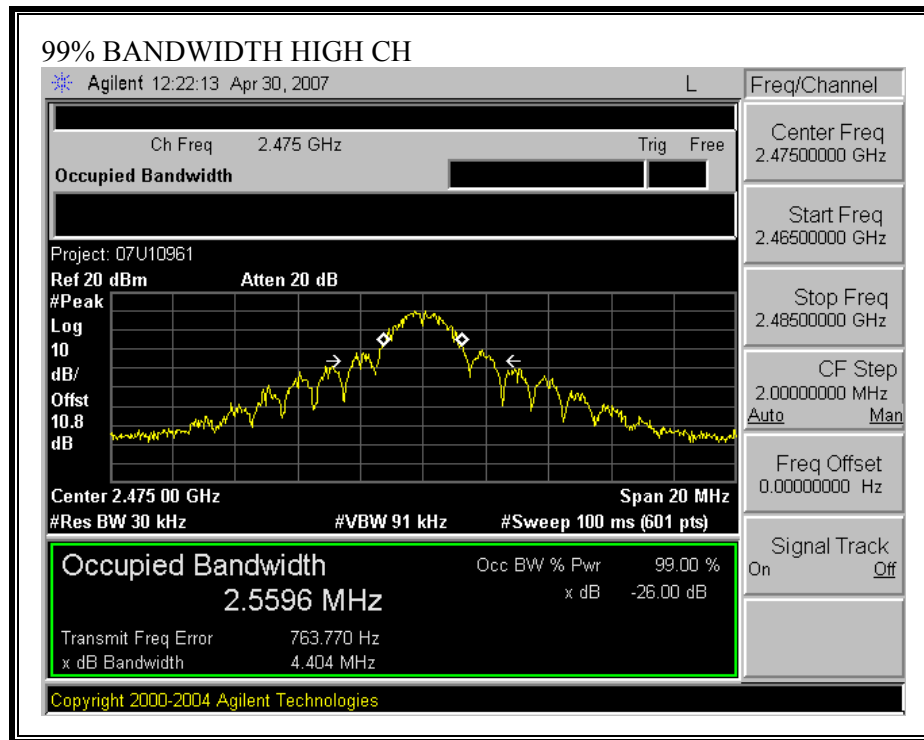 99% BANDWIDTH HIGH CH
Agilent 12:22:13 Apr 30, 2007 L Freq/Channel
Ch Freq 2.475 GHz Trig Free
Occupied Bandwidth
Center Freq
2.47500000 GHz
Start Freq
2.46500000 GHz
Stop Freq
2.48500000 GHz
CF Step
2.00000000 MHz
Auto Man
Freq Offset
0.00000000 Hz
Signal Track
On Off
Project: 07U10961
Ref 20 dBm Atten 20 dB
#Peak
Log
10
dB/
Offst
10.8
dB
Center 2.475 00 GHz Span 20 MHz
#Res BW 30 kHz #VBW 91 kHz #Sweep 100 ms (601 pts)
Occupied Bandwidth Occ BW % Pwr 99.00 %
2.5596 MHz x dB -26.00 dB
Transmit Freq Error 763.770 Hz
x dB Bandwidth 4.404 MHz
Copyright 2000-2004 Agilent Technologies